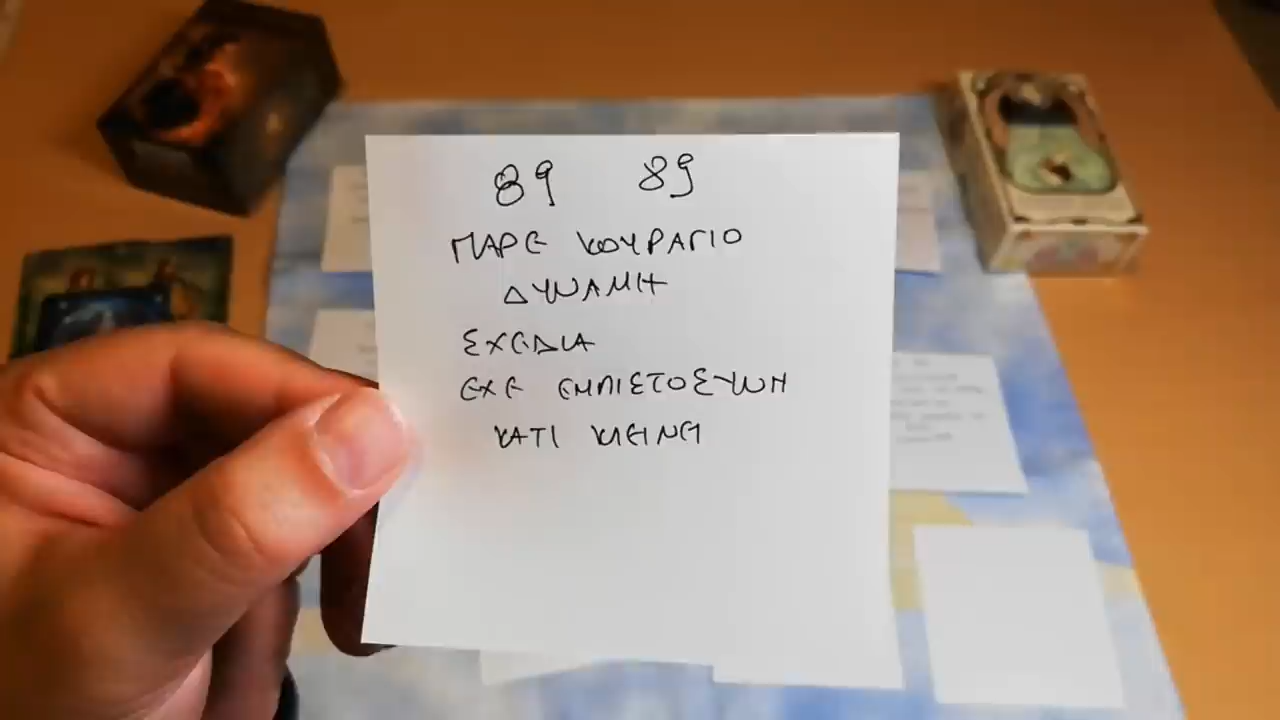 89 89
ΠΑΡΕ ΚΟΥΡΑΓΙΟ
ΔΥΝΑΜΗ
ΣΧΕΔΙΑ
ΕΧΕ ΕΜΠΙΣΤΟΣΥΝΗ
ΚΑΤΙ ΚΛΕΙΝΕΙ